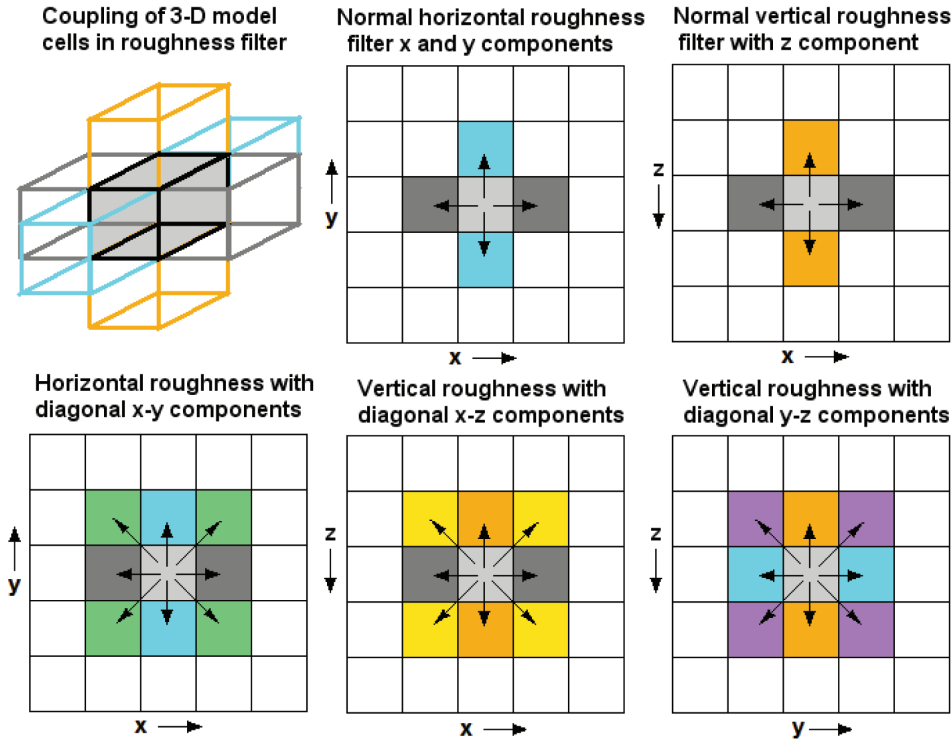 Coupling of 3-D model
cells in roughness filter
Normal horizontal roughness
filter x and y components
Normal vertical roughness
filter with z component
y
x
z
x
Horizontal roughness with
diagonal x-y components
Vertical roughness with
diagonal x-z components
Vertical roughness with
diagonal y-z components
y
x
z
x
z
y